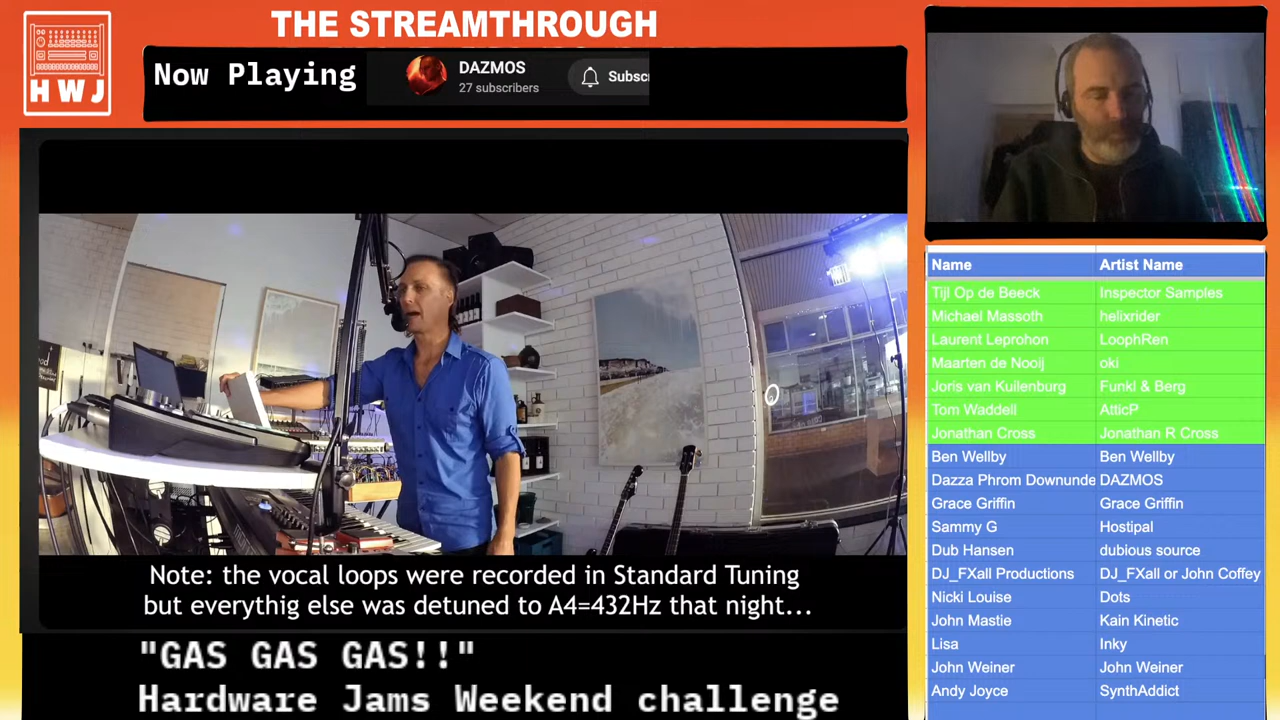 HWJ
THE STREAMTHROUGH
Now Playing
DAZMOS
27 subscribers
Subscr
Note: the vocal loops were recorded in Standard Tuning
but everythig else was detuned to A4=432Hz that night...
"GAS GAS GAS!!"
Hardware Jams Weekend challenge
Name Artist Name
Tijl Op de Beeck Inspector Samples
Michael Massoth helixrider
Laurent Leprohon LoophRen
Maarten de Nooij oki
Joris van Kuilenburg Funkl & Berg
Tom Waddell AtticP
Jonathan Cross Jonathan R Cross
Ben Wellby Ben Wellby
Dazza Phrom Downunde DAZMOS
Grace Griffin Grace Griffin
Sammy G Hostipal
Dub Hansen dubious source
DJ_FXall Productions DJ_FXall or John Coffey
Nicki Louise Dots
John Mastie Kain Kinetic
Lisa Inky
John Weiner John Weiner
Andy Joyce SynthAddict